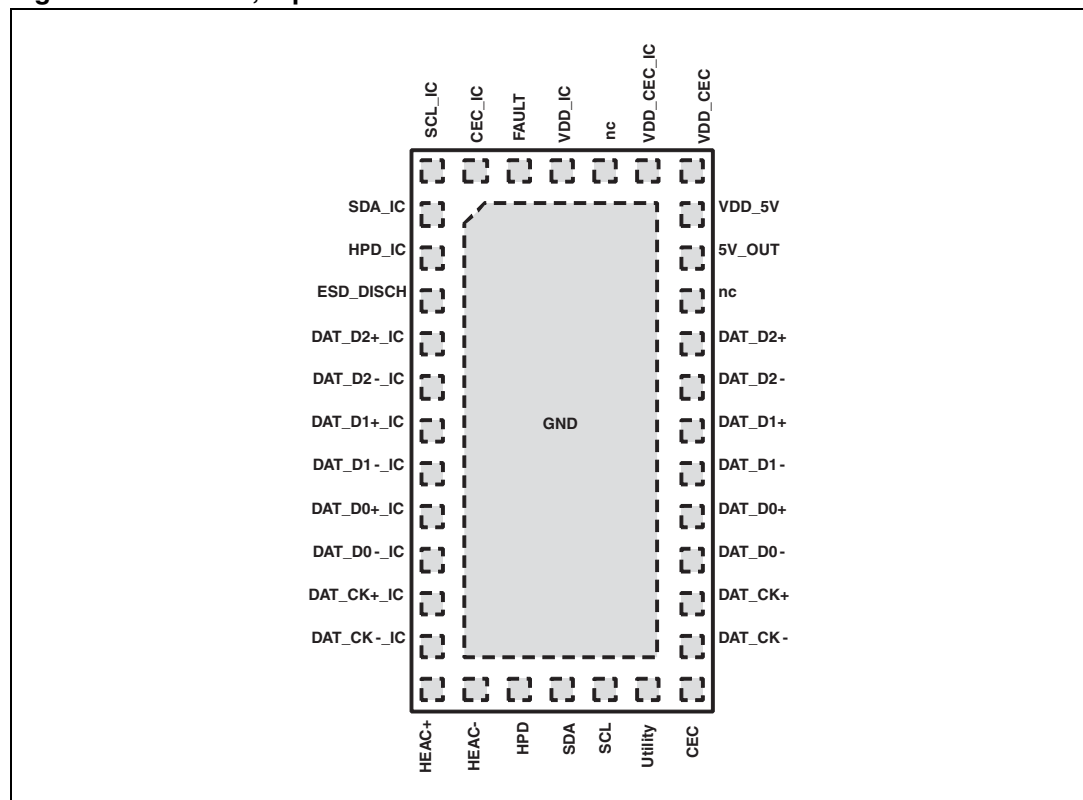 SCL_IC
CEC_IC
FAULT
VDD_IC
nc
VDD_CEC_IC
VDD_CEC
SDA_IC
VDD_5V
HPD_IC
5V_OUT
ESD_DISCH
nc
DAT_D2+_IC
DAT_D2+
DAT_D2-_IC
DAT_D2-
DAT_D1+_IC
DAT_D1+
GND
DAT_D1-_IC
DAT_D1-
DAT_D0+_IC
DAT_D0+
DAT_D0-_IC
DAT_D0-
DAT_CK+_IC
DAT_CK+
DAT_CK-_IC
DAT_CK-
HEAC+
HEAC-
HPD
SDA
SCL
Utility
CEC